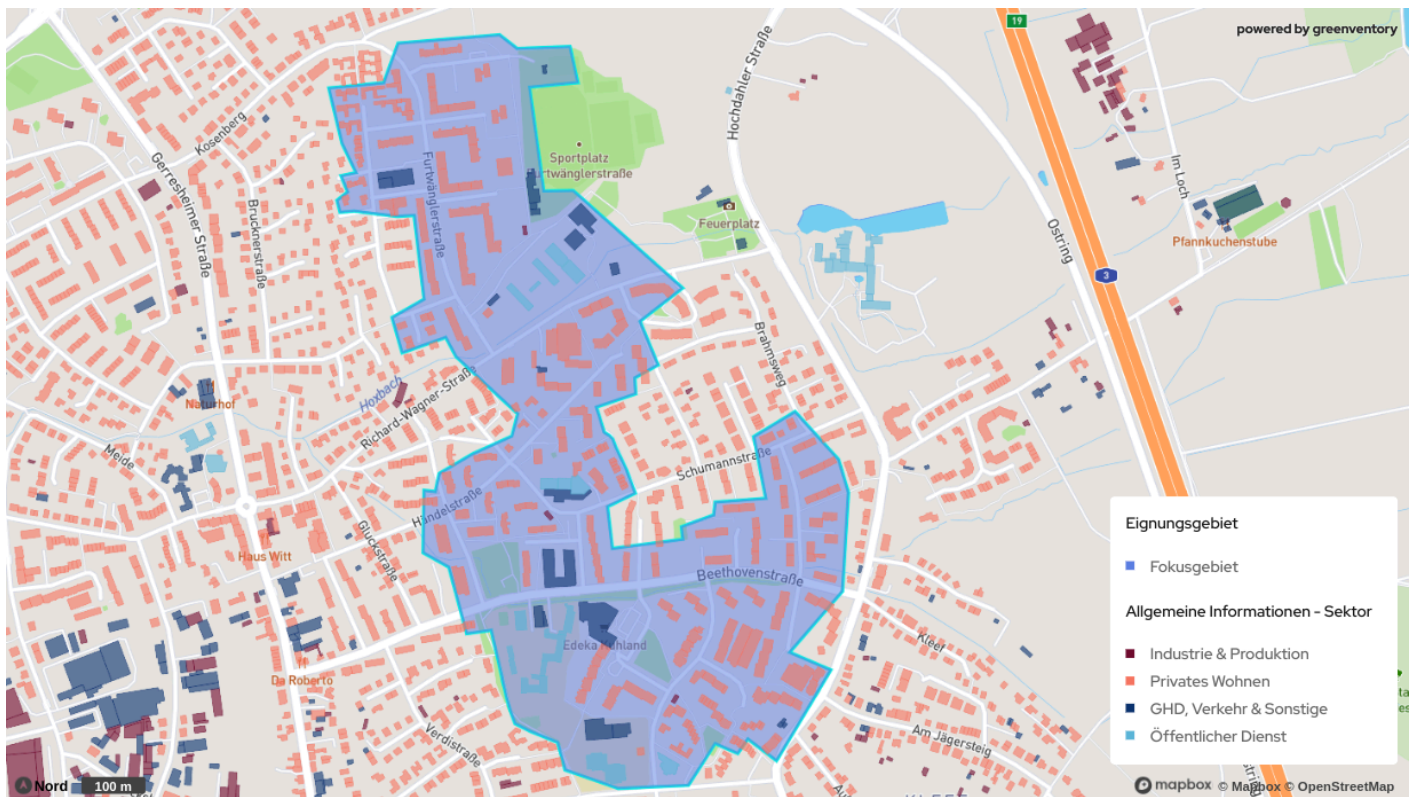 19
powered by greenventory
Hochdahler Straße
Kosenberg
Gerresheimer Straße
Brucknerstraße
Furtwänglerstraße
Sportplatz
Furtwänglerstraße
Feuerplatz
Im Loch
Pfannkuchenstube
Ostring
3
Brahmsweg
Hoxbach
Richard-Wagner-Straße
Naturhof
Meide
Schumannstraße
Händelstraße
Gluckstraße
Haus Witt
Beethovenstraße
Edeka Kuhland
Kleef
Da Roberto
Verdistraße
Am Jägersteig
Eignungsgebiet
Fokusgebiet
Allgemeine Informationen - Sektor
Industrie & Produktion
Privates Wohnen
GHD, Verkehr & Sonstige
Öffentlicher Dienst
Nord
100 m
mapbox © Mapbox © OpenStreetMap